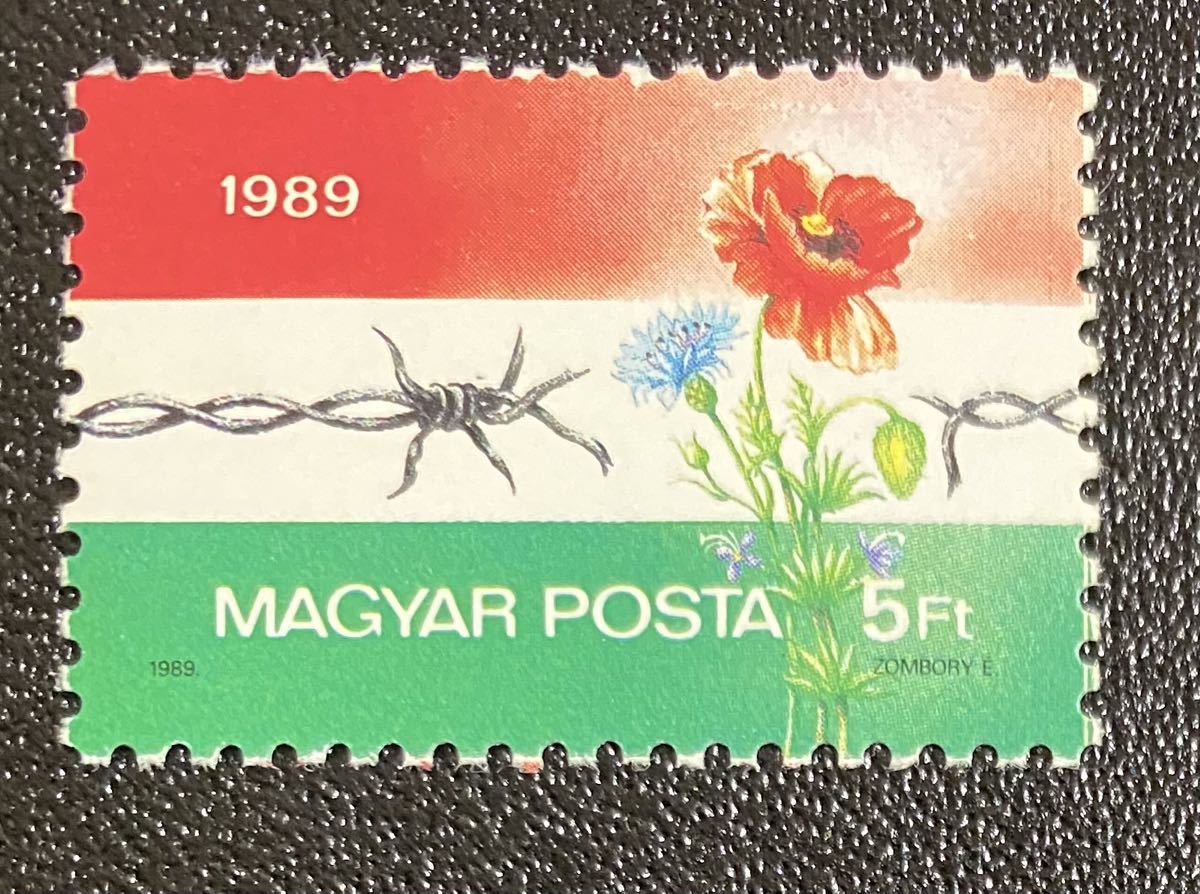 1989
MAGYAR POSTA 5Ft
1989. ZOMBORY É.